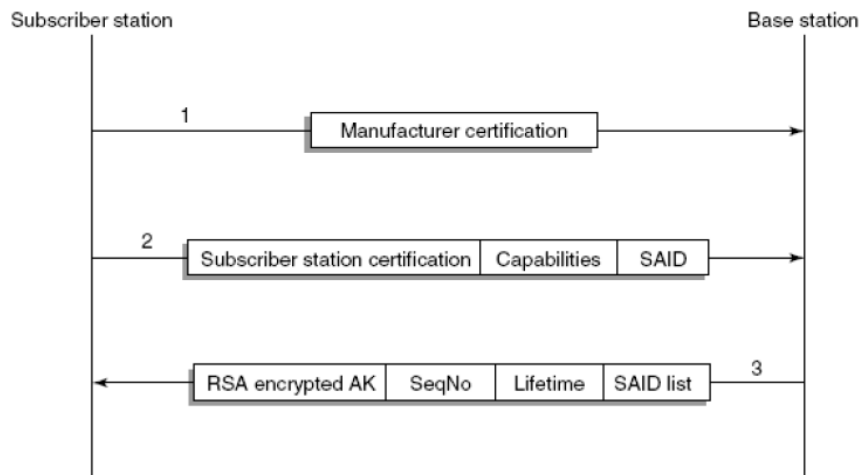 Subscriber station Base station
1
Manufacturer certification
2
Subscriber station certification Capabilities SAID
3
RSA encrypted AK SeqNo Lifetime SAID list